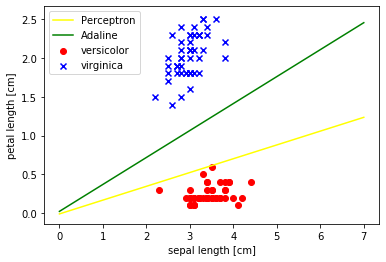 Perceptron
Adaline
versicolor
virginica
petal length [cm]
2.5
2.0
1.5
1.0
0.5
0.0
0 1 2 3 4 5 6 7
sepal length [cm]